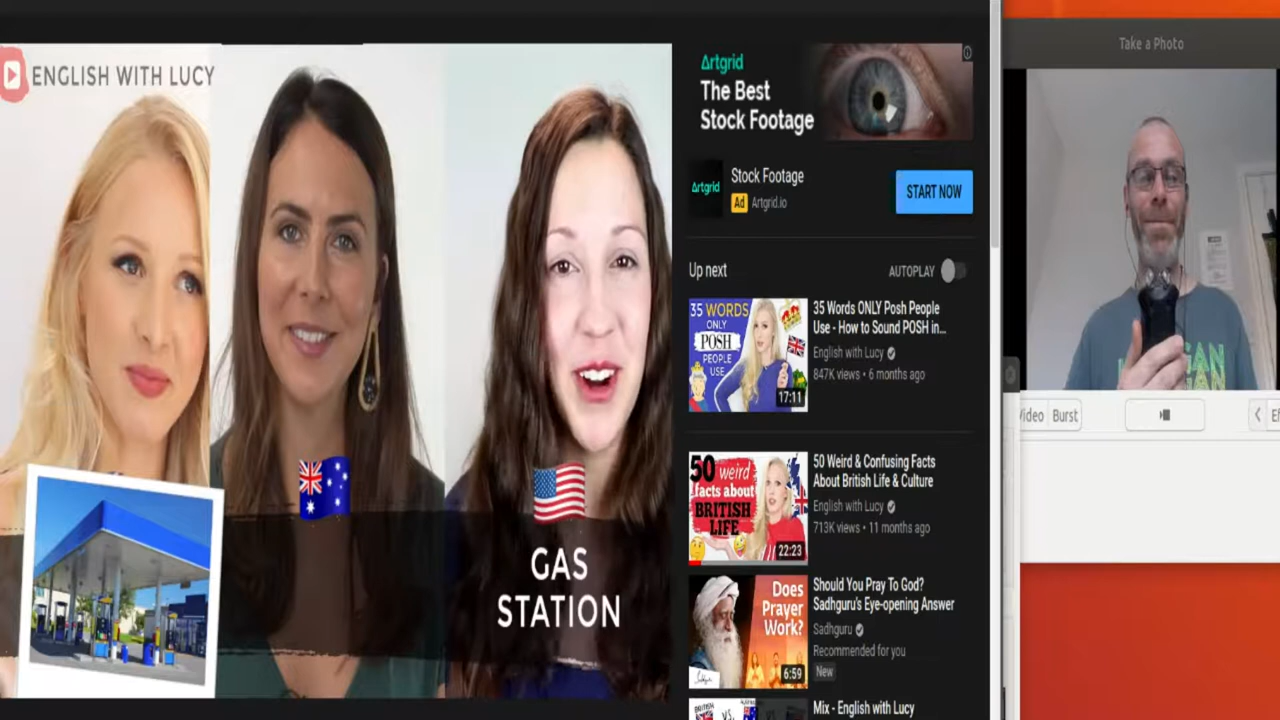 ENGLISH WITH LUCY
GAS
STATION
Artgrid
The Best
Stock Footage
Artgrid
Stock Footage
Ad Artgrid.io
START NOW
Up next
AUTOPLAY
35 WORDS
ONLY
POSH
PEOPLE
USE
17:11
35 Words ONLY Posh People
Use - How to Sound POSH in...
English with Lucy
847K views • 6 months ago
50 weird
facts about
BRITISH
LIFE
22:23
50 Weird & Confusing Facts
About British Life & Culture
English with Lucy
713K views • 11 months ago
Does
Prayer
Work?
6:59
Should You Pray To God?
Sadhguru's Eye-opening Answer
Sadhguru
Recommended for you
New
VS.
Mix - English with Lucy
Take a Photo
Burst